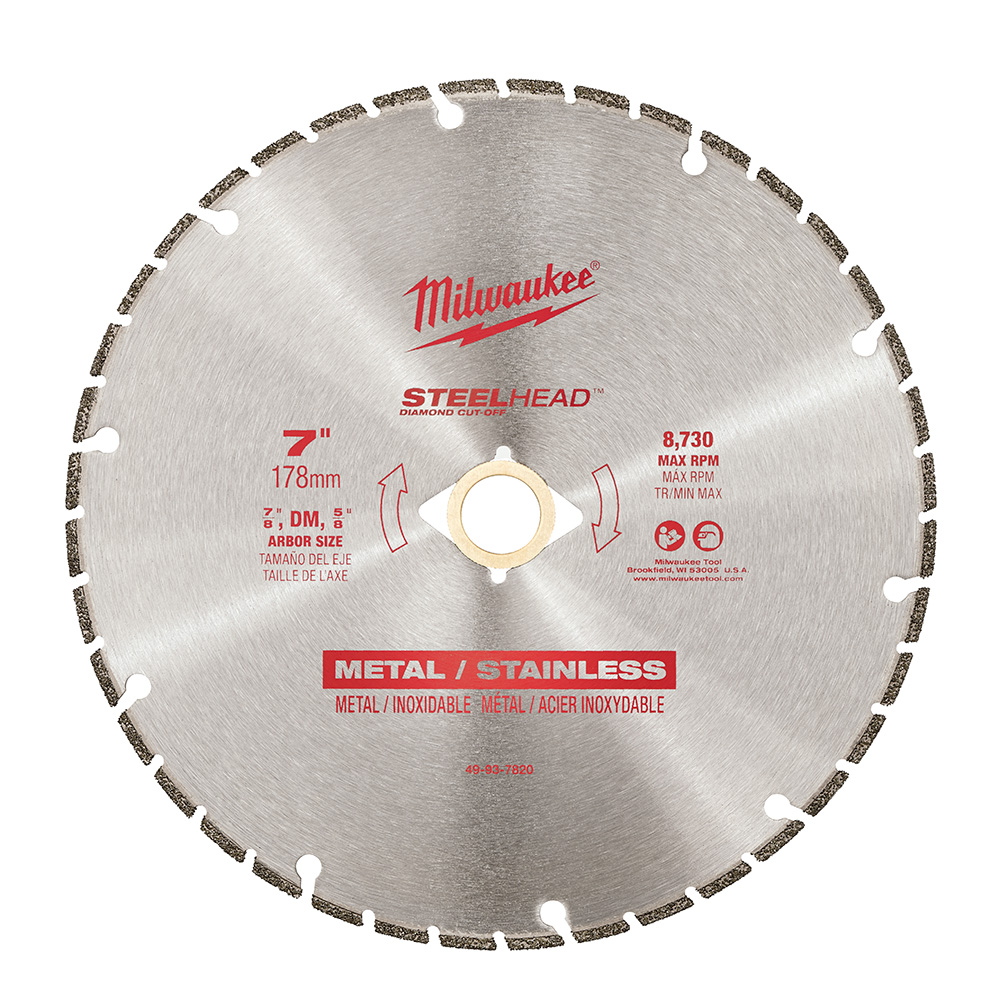 Milwaukee®
STEELHEAD™
DIAMOND CUT-OFF
7"
178mm
7/8", DM, 5/8"
ARBOR SIZE
TAMAÑO DEL EJE
TAILLE DE L'AXE
8,730
MAX RPM
MÁX RPM
TR/MIN MAX
Milwaukee Tool
Brookfield, WI 53005 U.S.A
www.milwaukeetool.com
METAL / STAINLESS
METAL / INOXIDABLE MÉTAL / ACIER INOXYDABLE
49-93-7820